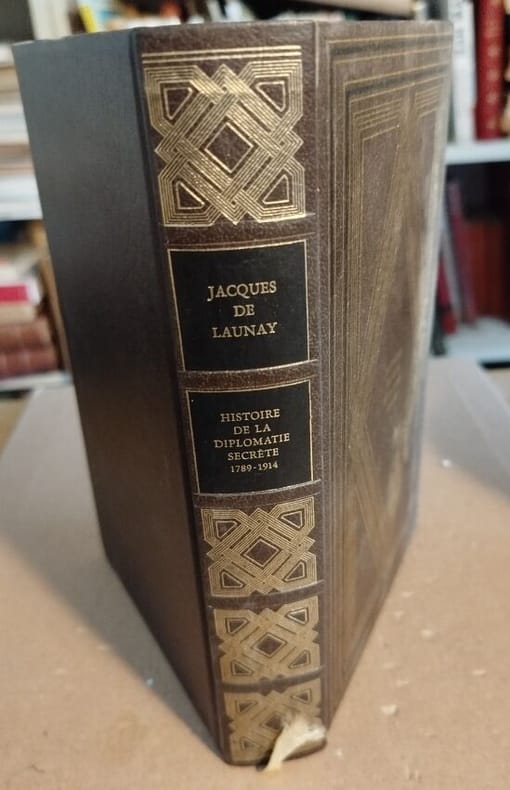 JACQUES
DE
LAUNAY
HISTOIRE
DE LA
DIPLOMATIE
SECRÈTE
1789-1914